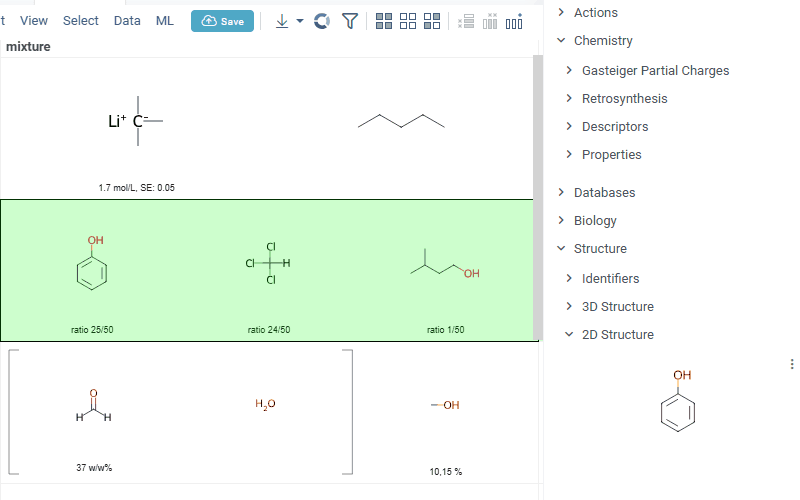 t View Select Data ML Save
mixture
Li⁺ C⁻
1.7 mol/L, SE: 0.05
OH
Cl
Cl H
Cl
OH
ratio 25/50 ratio 24/50 ratio 1/50
O
H H
H₂O
OH
37 w/w%
10,15 %
Actions
Chemistry
Gasteiger Partial Charges
Retrosynthesis
Descriptors
Properties
Databases
Biology
Structure
Identifiers
3D Structure
2D Structure
OH